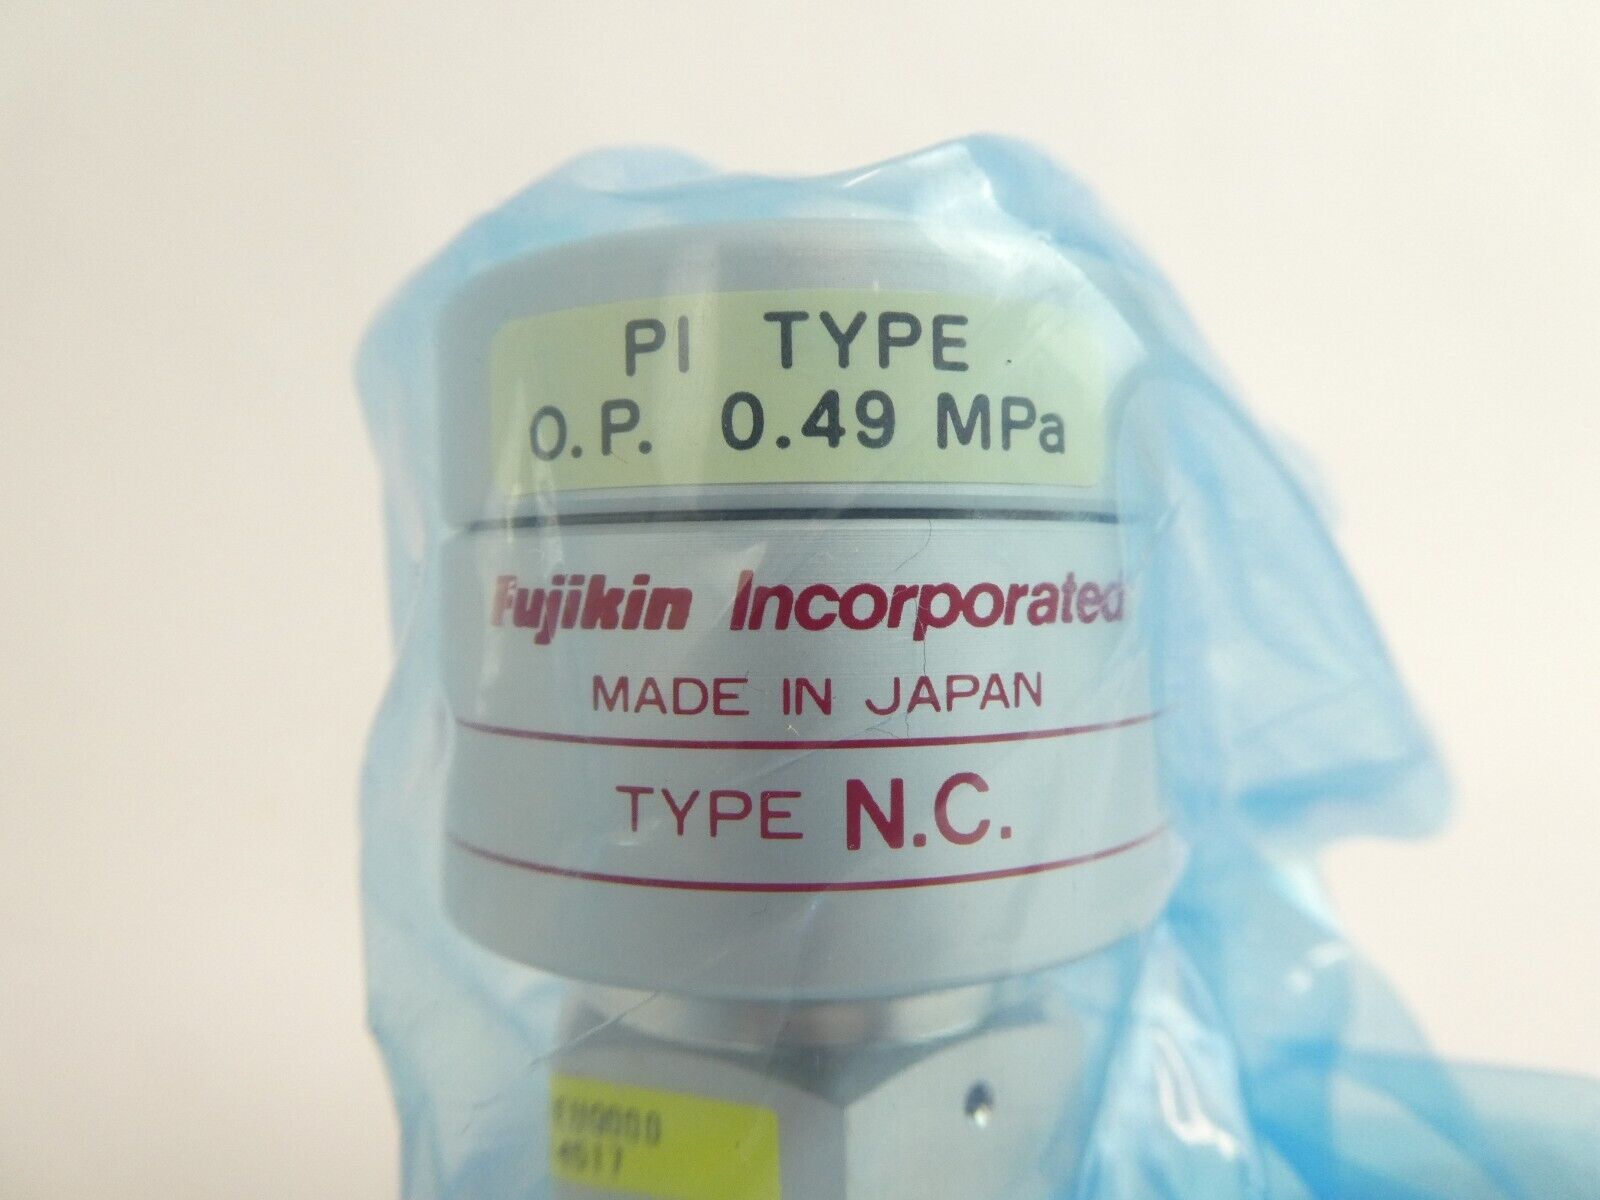 PI TYPE
O.P. 0.49 MPa
Fujikin Incorporated
MADE IN JAPAN
TYPE N.C.